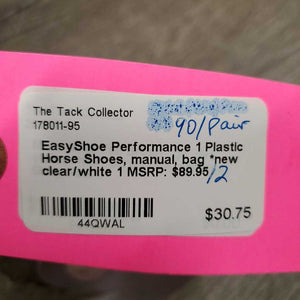 The Tack Collector
178011-95
90/Pair
EasyShoe Performance 1 Plastic
Horse Shoes, manual, bag *new
clear/white 1 MSRP: $89.95/2
44QWAL
$30.75